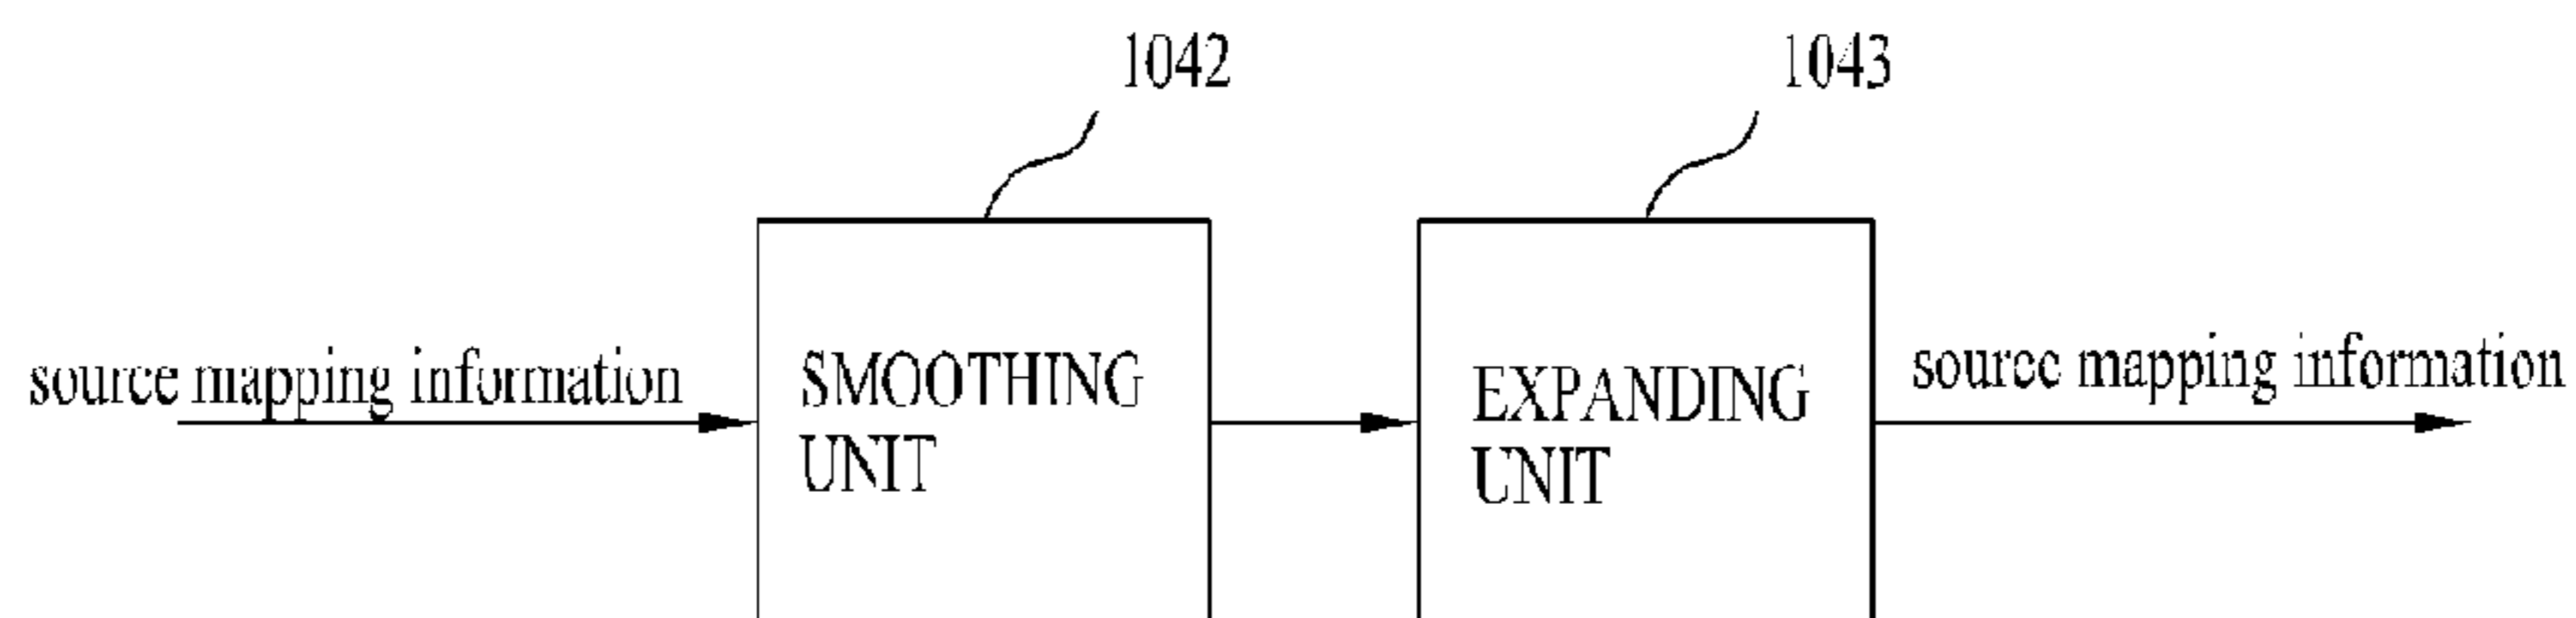 1042
1043
source mapping information
SMOOTHING
UNIT
EXPANDING
UNIT
source mapping information